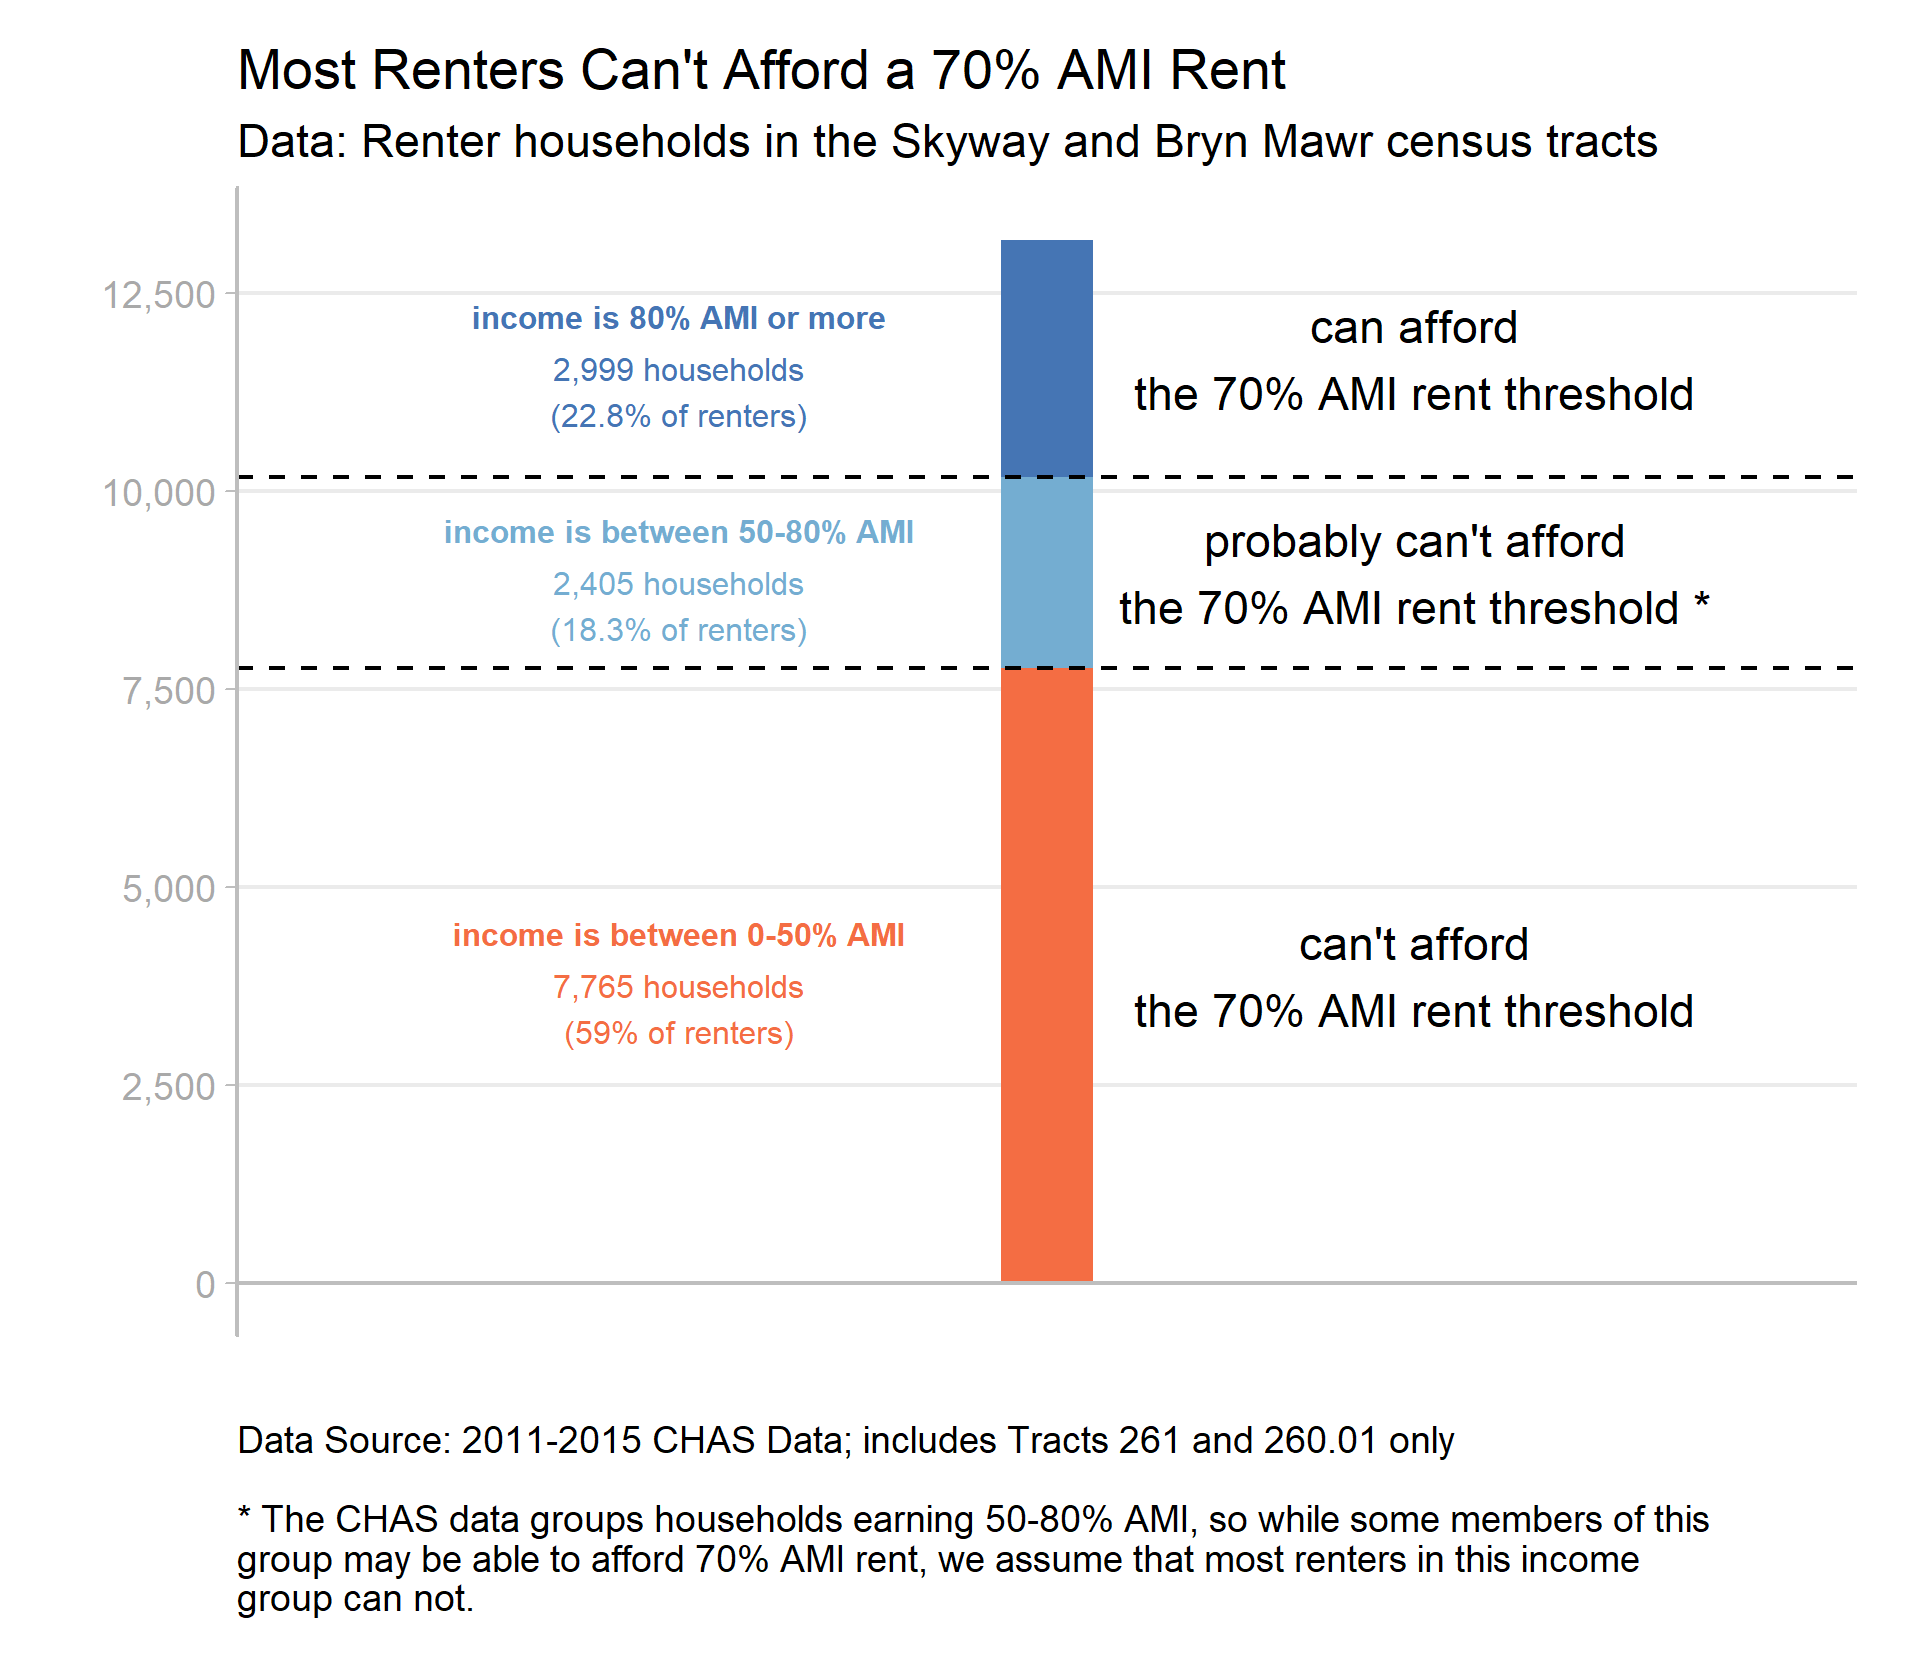 Most Renters Can't Afford a 70% AMI Rent
Data: Renter households in the Skyway and Bryn Mawr census tracts
12,500
income is 80% AMI or more
2,999 households
(22.8% of renters)
can afford
the 70% AMI rent threshold
10,000
income is between 50-80% AMI
2,405 households
(18.3% of renters)
probably can't afford
the 70% AMI rent threshold *
7,500
5,000
income is between 0-50% AMI
7,765 households
(59% of renters)
can't afford
the 70% AMI rent threshold
2,500
0
Data Source: 2011-2015 CHAS Data; includes Tracts 261 and 260.01 only
* The CHAS data groups households earning 50-80% AMI, so while some members of this
group may be able to afford 70% AMI rent, we assume that most renters in this income
group can not.